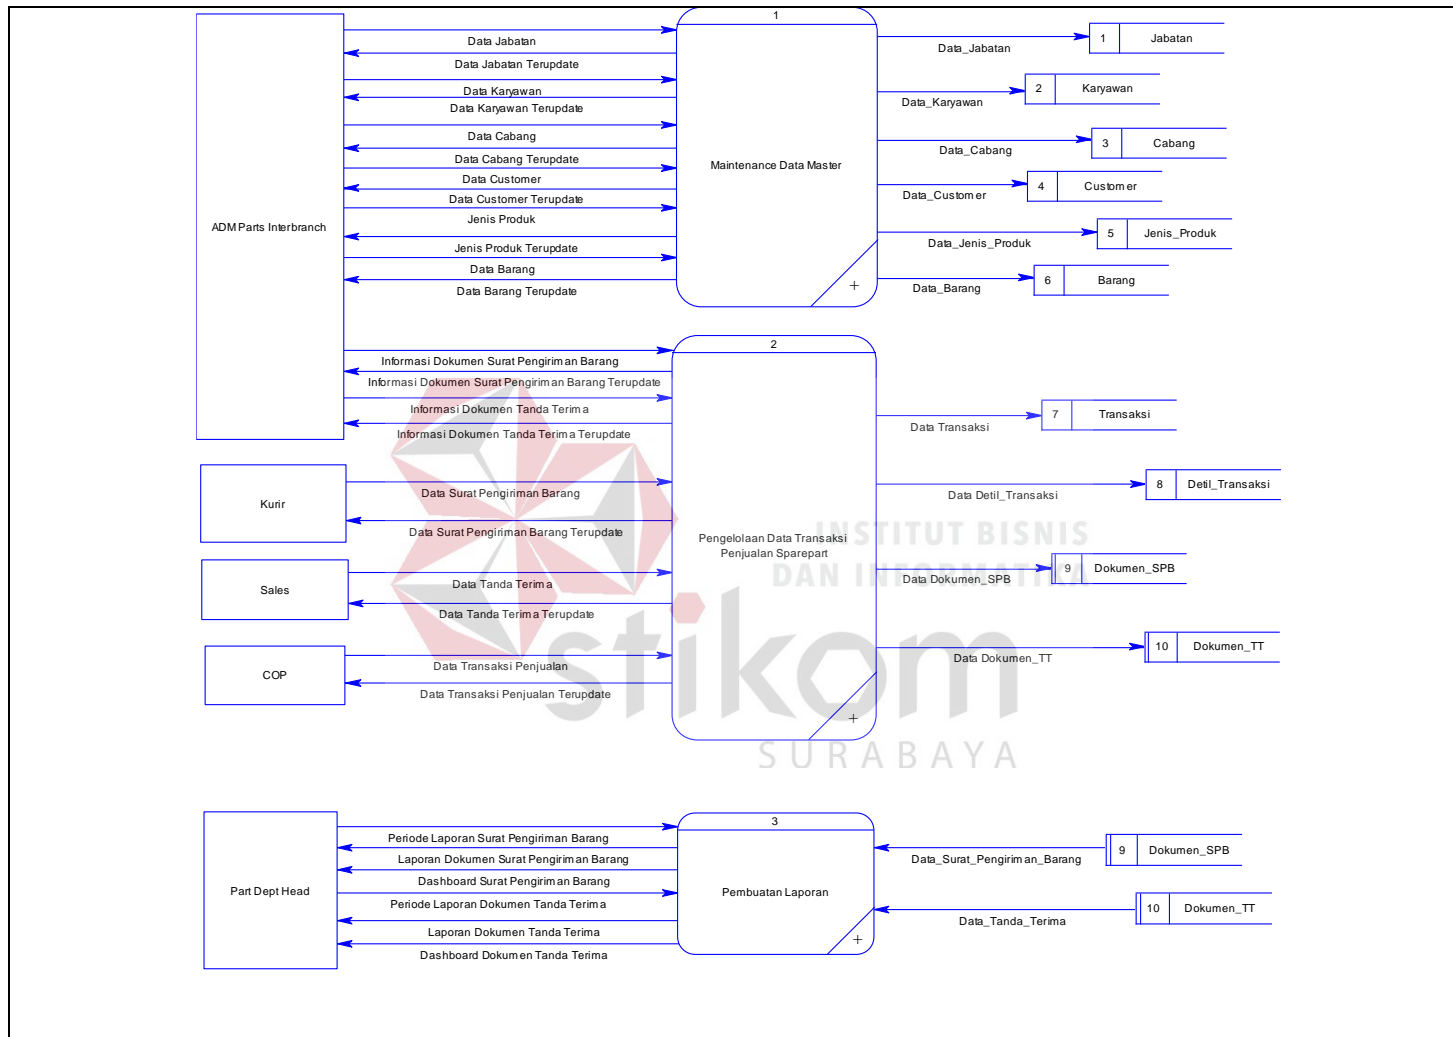 1
Data Jabatan
Data Jabatan Terupdate
Data Karyawan
Data Karyawan Terupdate
Data Cabang
Data Cabang Terupdate
Data Customer
Data Customer Terupdate
Jenis Produk
Jenis Produk Terupdate
Data Barang
Data Barang Terupdate
ADM Parts Interbranch
Maintenance Data Master
+
Data_Jabatan
1 Jabatan
Data_Karyawan
2 Karyawan
Data_Cabang
3 Cabang
Data_Customer
4 Customer
Data_Jenis_Produk
5 Jenis_Produk
Data_Barang
6 Barang
2
Informasi Dokumen Surat Pengiriman Barang
Informasi Dokumen Surat Pengiriman Barang Terupdate
Informasi Dokumen Tanda Terima
Informasi Dokumen Tanda Terima Terupdate
Kurir
Data Surat Pengiriman Barang
Data Surat Pengiriman Barang Terupdate
Sales
Data Tanda Terima
Data Tanda Terima Terupdate
COP
Data Transaksi Penjualan
Data Transaksi Penjualan Terupdate
Pengelolaan Data Transaksi
Penjualan Sparepart
+
Data Transaksi
7 Transaksi
Data Detil_Transaksi
8 Detil_Transaksi
Data Dokumen_SPB
9 Dokumen_SPB
Data Dokumen_TT
10 Dokumen_TT
INSTITUT BISNIS
DAN INFORMATIKA
stikom
SURABAYA
3
Part Dept Head
Periode Laporan Surat Pengiriman Barang
Laporan Dokumen Surat Pengiriman Barang
Dashboard Surat Pengiriman Barang
Periode Laporan Dokumen Tanda Terima
Laporan Dokumen Tanda Terima
Dashboard Dokumen Tanda Terima
Pembuatan Laporan
+
Data_Surat_Pengiriman_Barang
9 Dokumen_SPB
Data_Tanda_Terima
10 Dokumen_TT